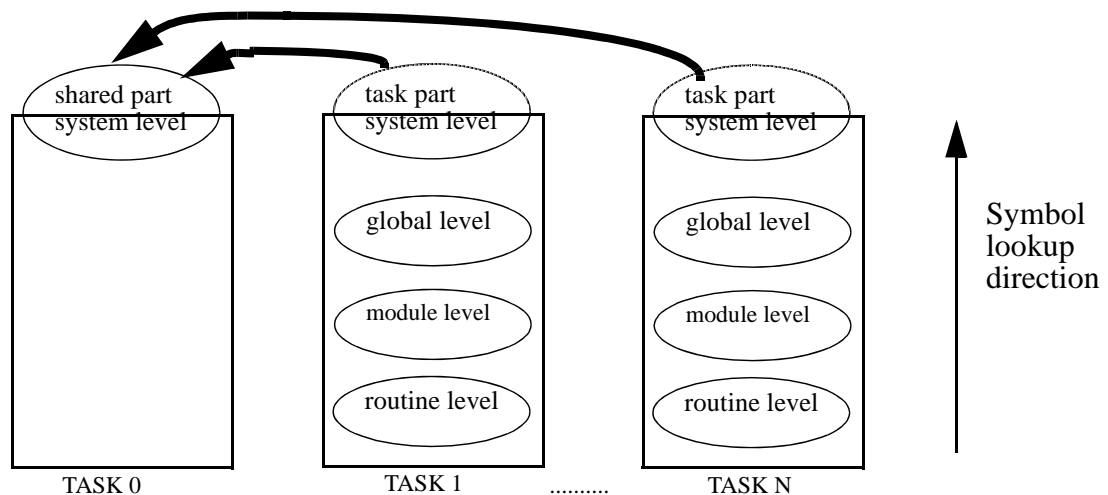 shared part
system level
TASK 0
task part
system level
global level
module level
routine level
TASK 1
..........
task part
system level
global level
module level
routine level
TASK N
Symbol
lookup
direction